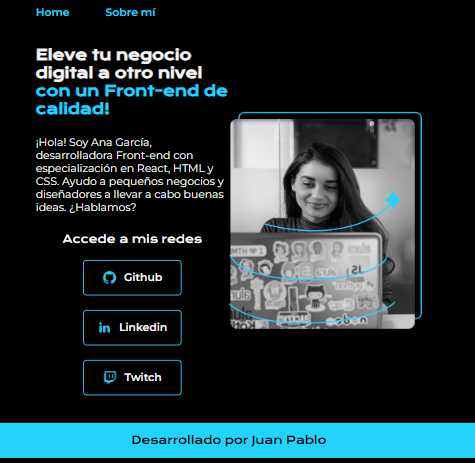 Home Sobre mí
Eleve tu negocio
digital a otro nivel
con un Front-end de
calidad!
¡Hola! Soy Ana García,
desarrolladora Front-end con
especialización en React, HTML y
CSS. Ayudo a pequeños negocios y
diseñadores a llevar a cabo buenas
ideas. ¿Hablamos?
Accede a mis redes
Github
Linkedin
Twitch
Desarrollado por Juan Pablo